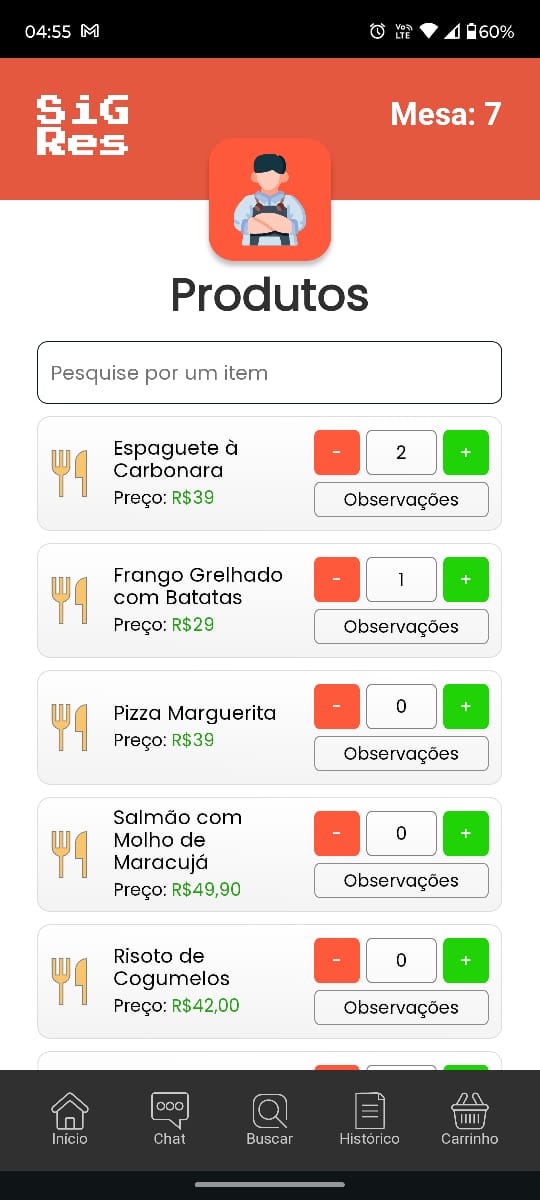 04:55
VoLTE
60%
SiG
Res
Mesa: 7
Produtos
Pesquise por um item
Espaguete à
Carbonara
Preço: R$39
- 2 +
Observações
Frango Grelhado
com Batatas
Preço: R$29
- 1 +
Observações
Pizza Marguerita
Preço: R$39
- 0 +
Observações
Salmão com
Molho de
Maracujá
Preço: R$49,90
- 0 +
Observações
Risoto de
Cogumelos
Preço: R$42,00
- 0 +
Observações
Início Chat Buscar Histórico Carrinho